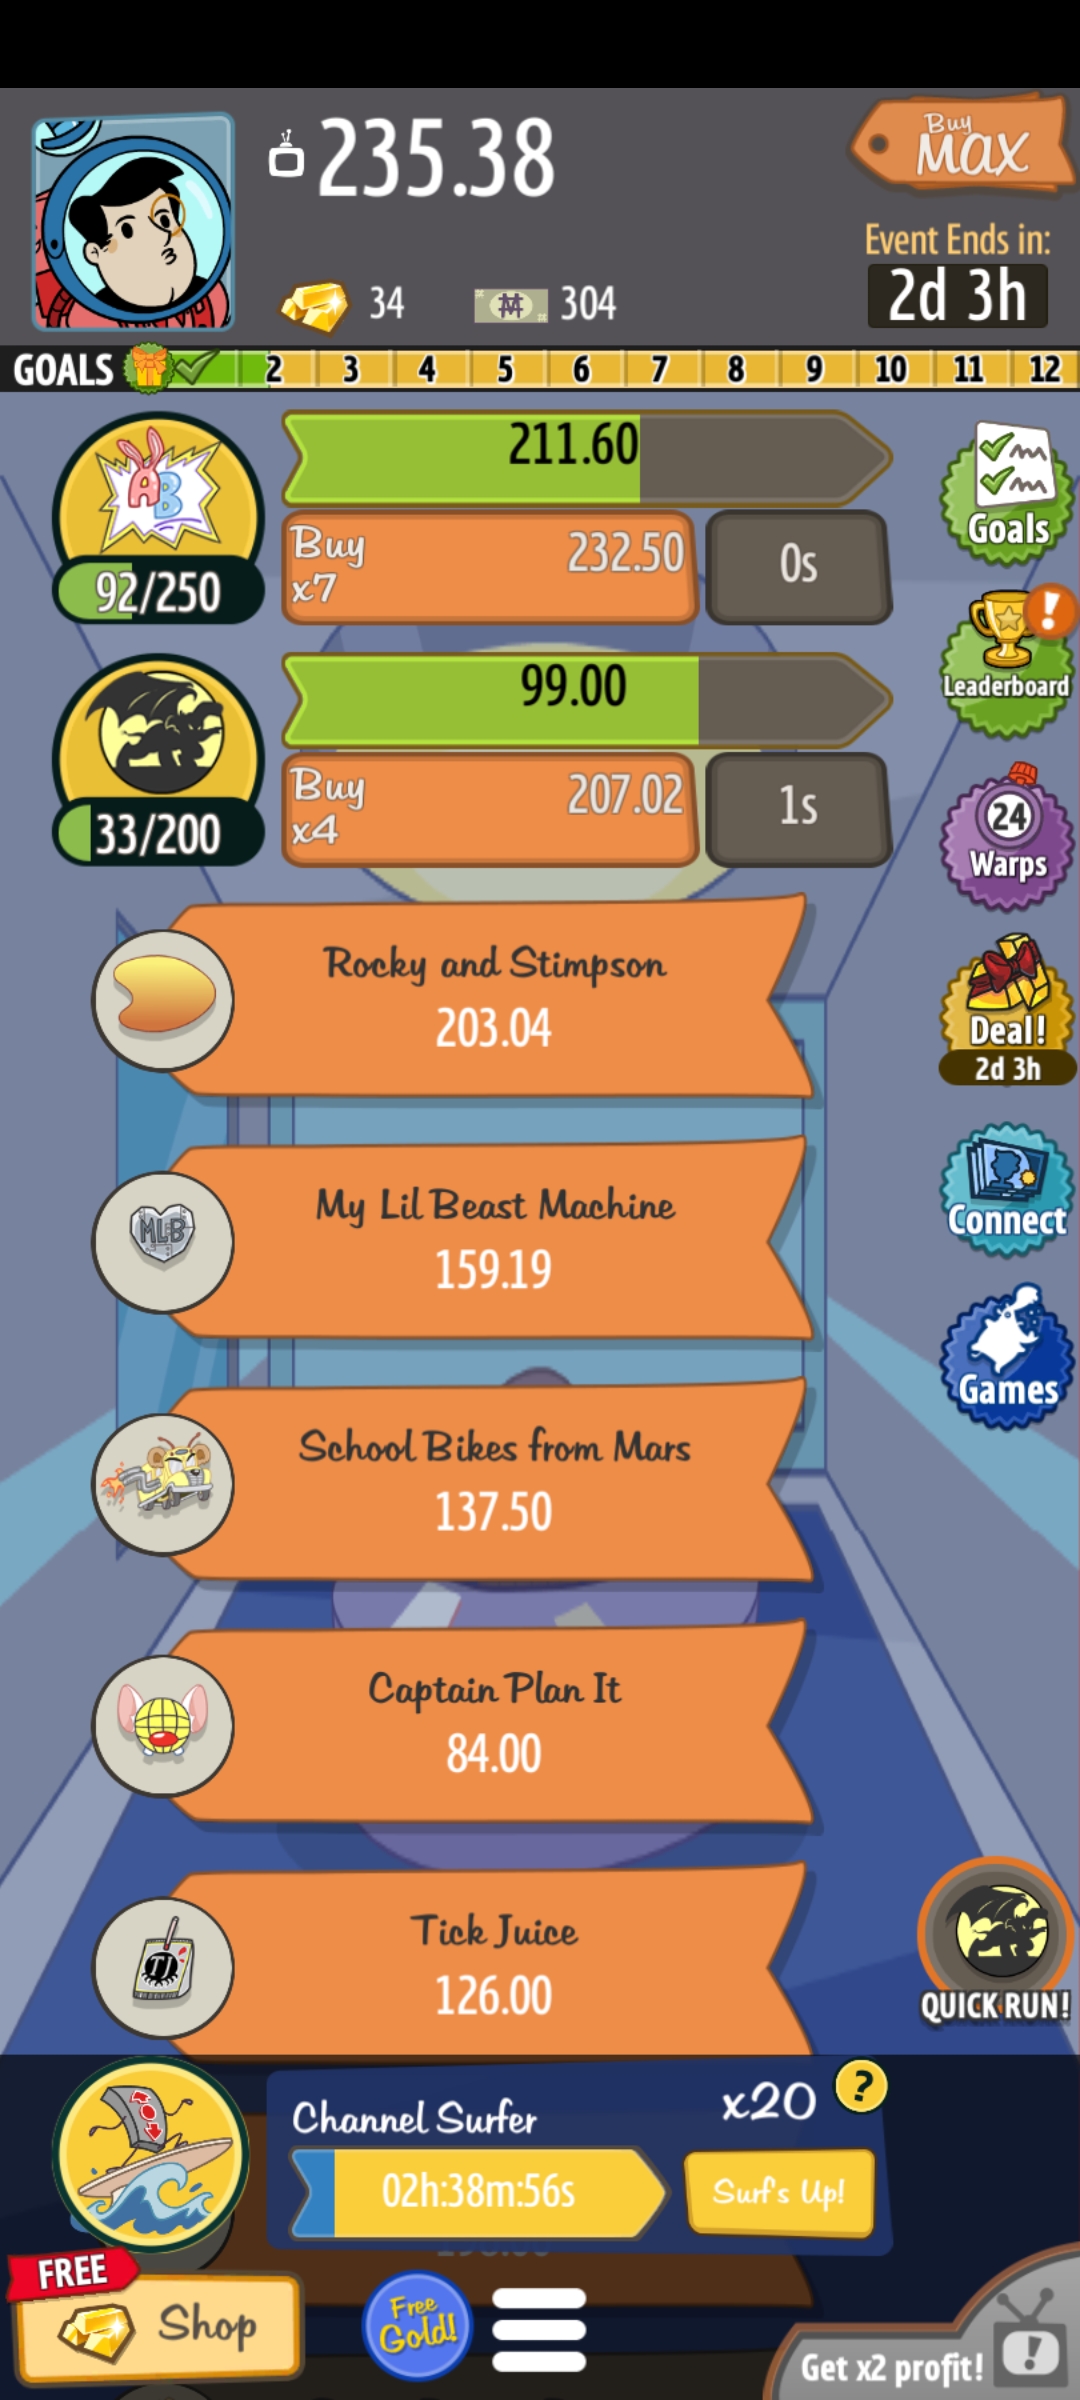 235.38
Buy
MAX
Event Ends in:
2d 3h
34
304
GOALS 2 3 4 5 6 7 8 9 10 11 12
AB
211.60
Buy
x7
232.50
0s
92/250
Goals
99.00
Buy
x4
207.02
1s
33/200
!
Leaderboard
24
Warps
Rocky and Stimpson
203.04
Deal!
2d 3h
MLB
My Lil Beast Machine
159.19
Connect
Games
School Bikes from Mars
137.50
Captain Plan It
84.00
TJ
Tick Juice
126.00
QUICK RUN!
Channel Surfer
x20
?
02h:38m:56s
Surf's Up!
FREE
Shop
Free
Gold!
Get x2 profit!
!